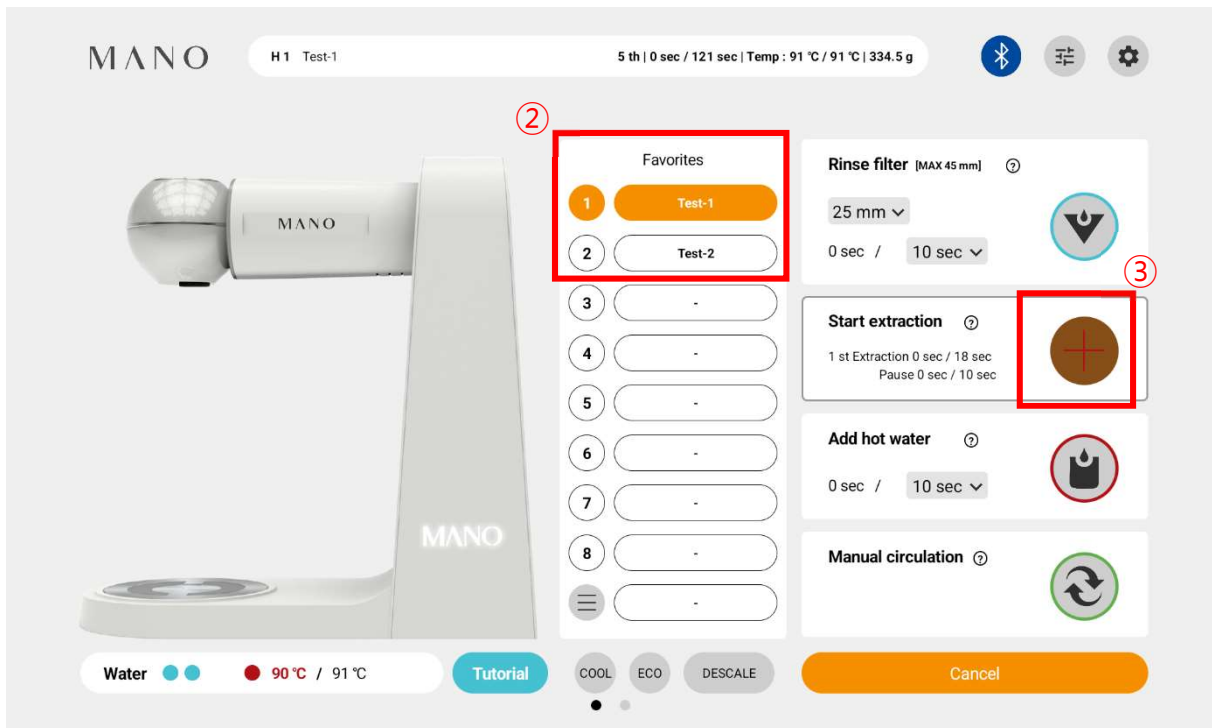 MANO
H 1 Test-1
5 th | 0 sec / 121 sec | Temp : 91 ℃ / 91 ℃ | 334.5 g
②
Favorites
1 Test-1
2 Test-2
3 -
4 -
5 -
6 -
7 -
8 -
-
MANO
MANO
Rinse filter [MAX 45 mm] ?
25 mm
0 sec / 10 sec
③
Start extraction ?
1 st Extraction 0 sec / 18 sec
Pause 0 sec / 10 sec
Add hot water ?
0 sec / 10 sec
Manual circulation ?
Water 90 ℃ / 91 ℃
Tutorial
COOL ECO DESCALE
Cancel